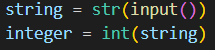 string = str(input())
integer = int(string)